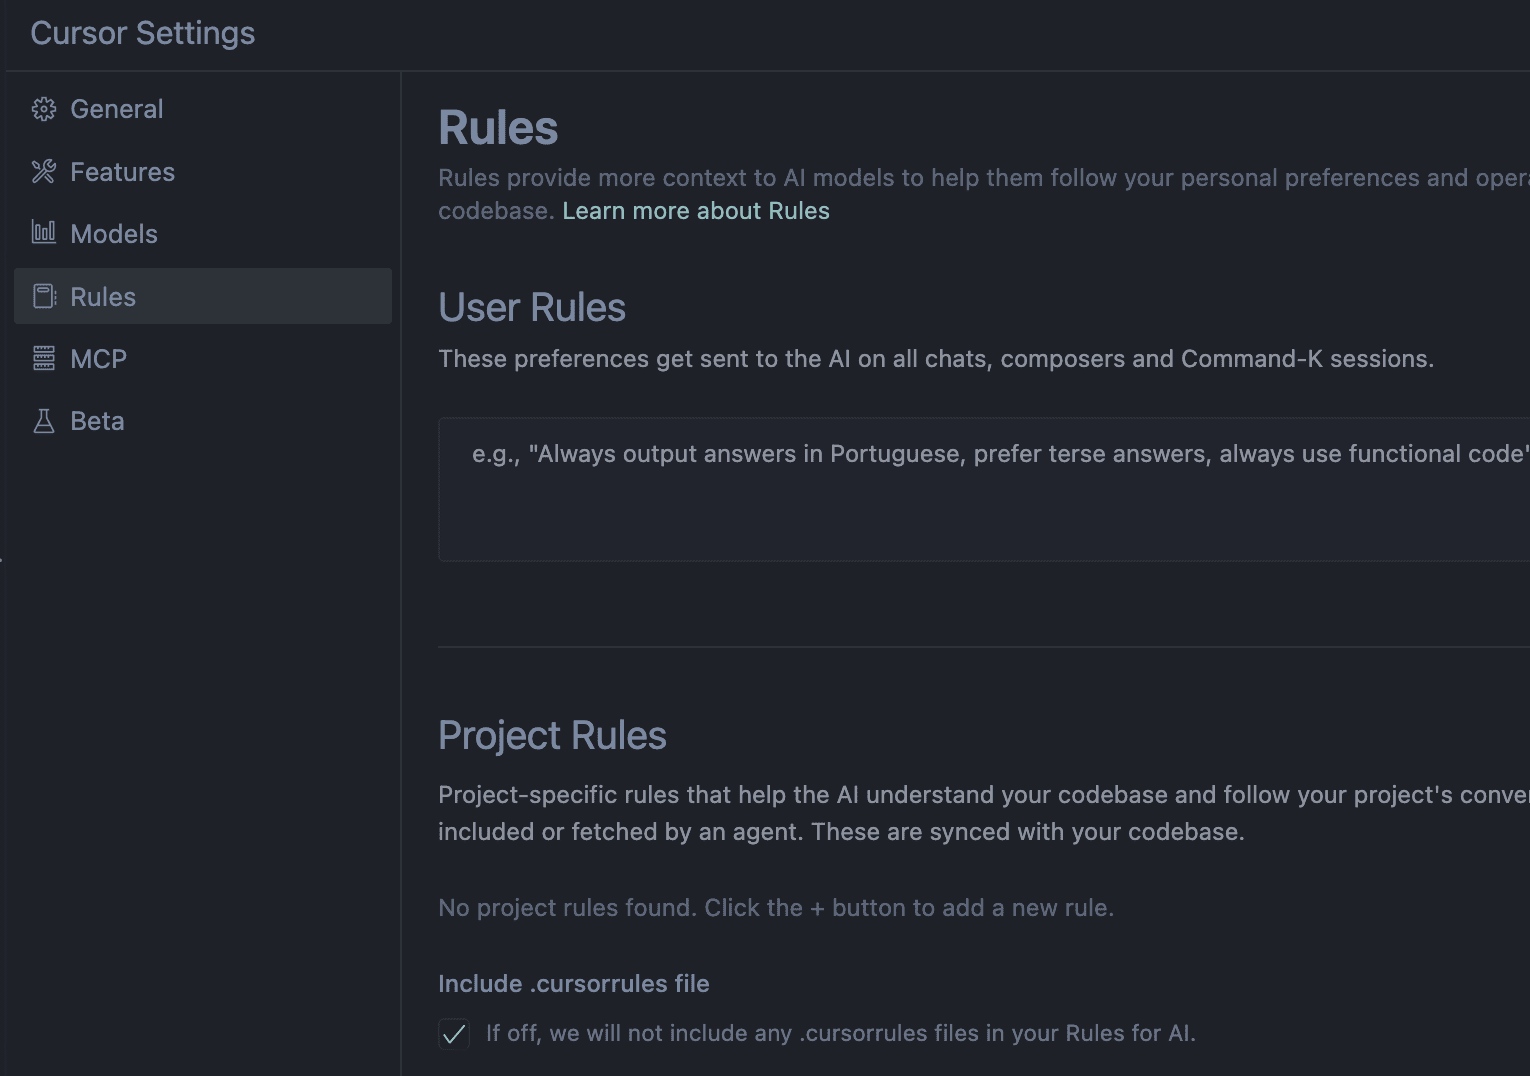 Cursor Settings
General
Features
Models
Rules
MCP
Beta
Rules
Rules provide more context to AI models to help them follow your personal preferences and opera
codebase. Learn more about Rules
User Rules
These preferences get sent to the AI on all chats, composers and Command-K sessions.
e.g., "Always output answers in Portuguese, prefer terse answers, always use functional code"
Project Rules
Project-specific rules that help the AI understand your codebase and follow your project's conven
included or fetched by an agent. These are synced with your codebase.
No project rules found. Click the + button to add a new rule.
Include .cursorrules file
If off, we will not include any .cursorrules files in your Rules for AI.